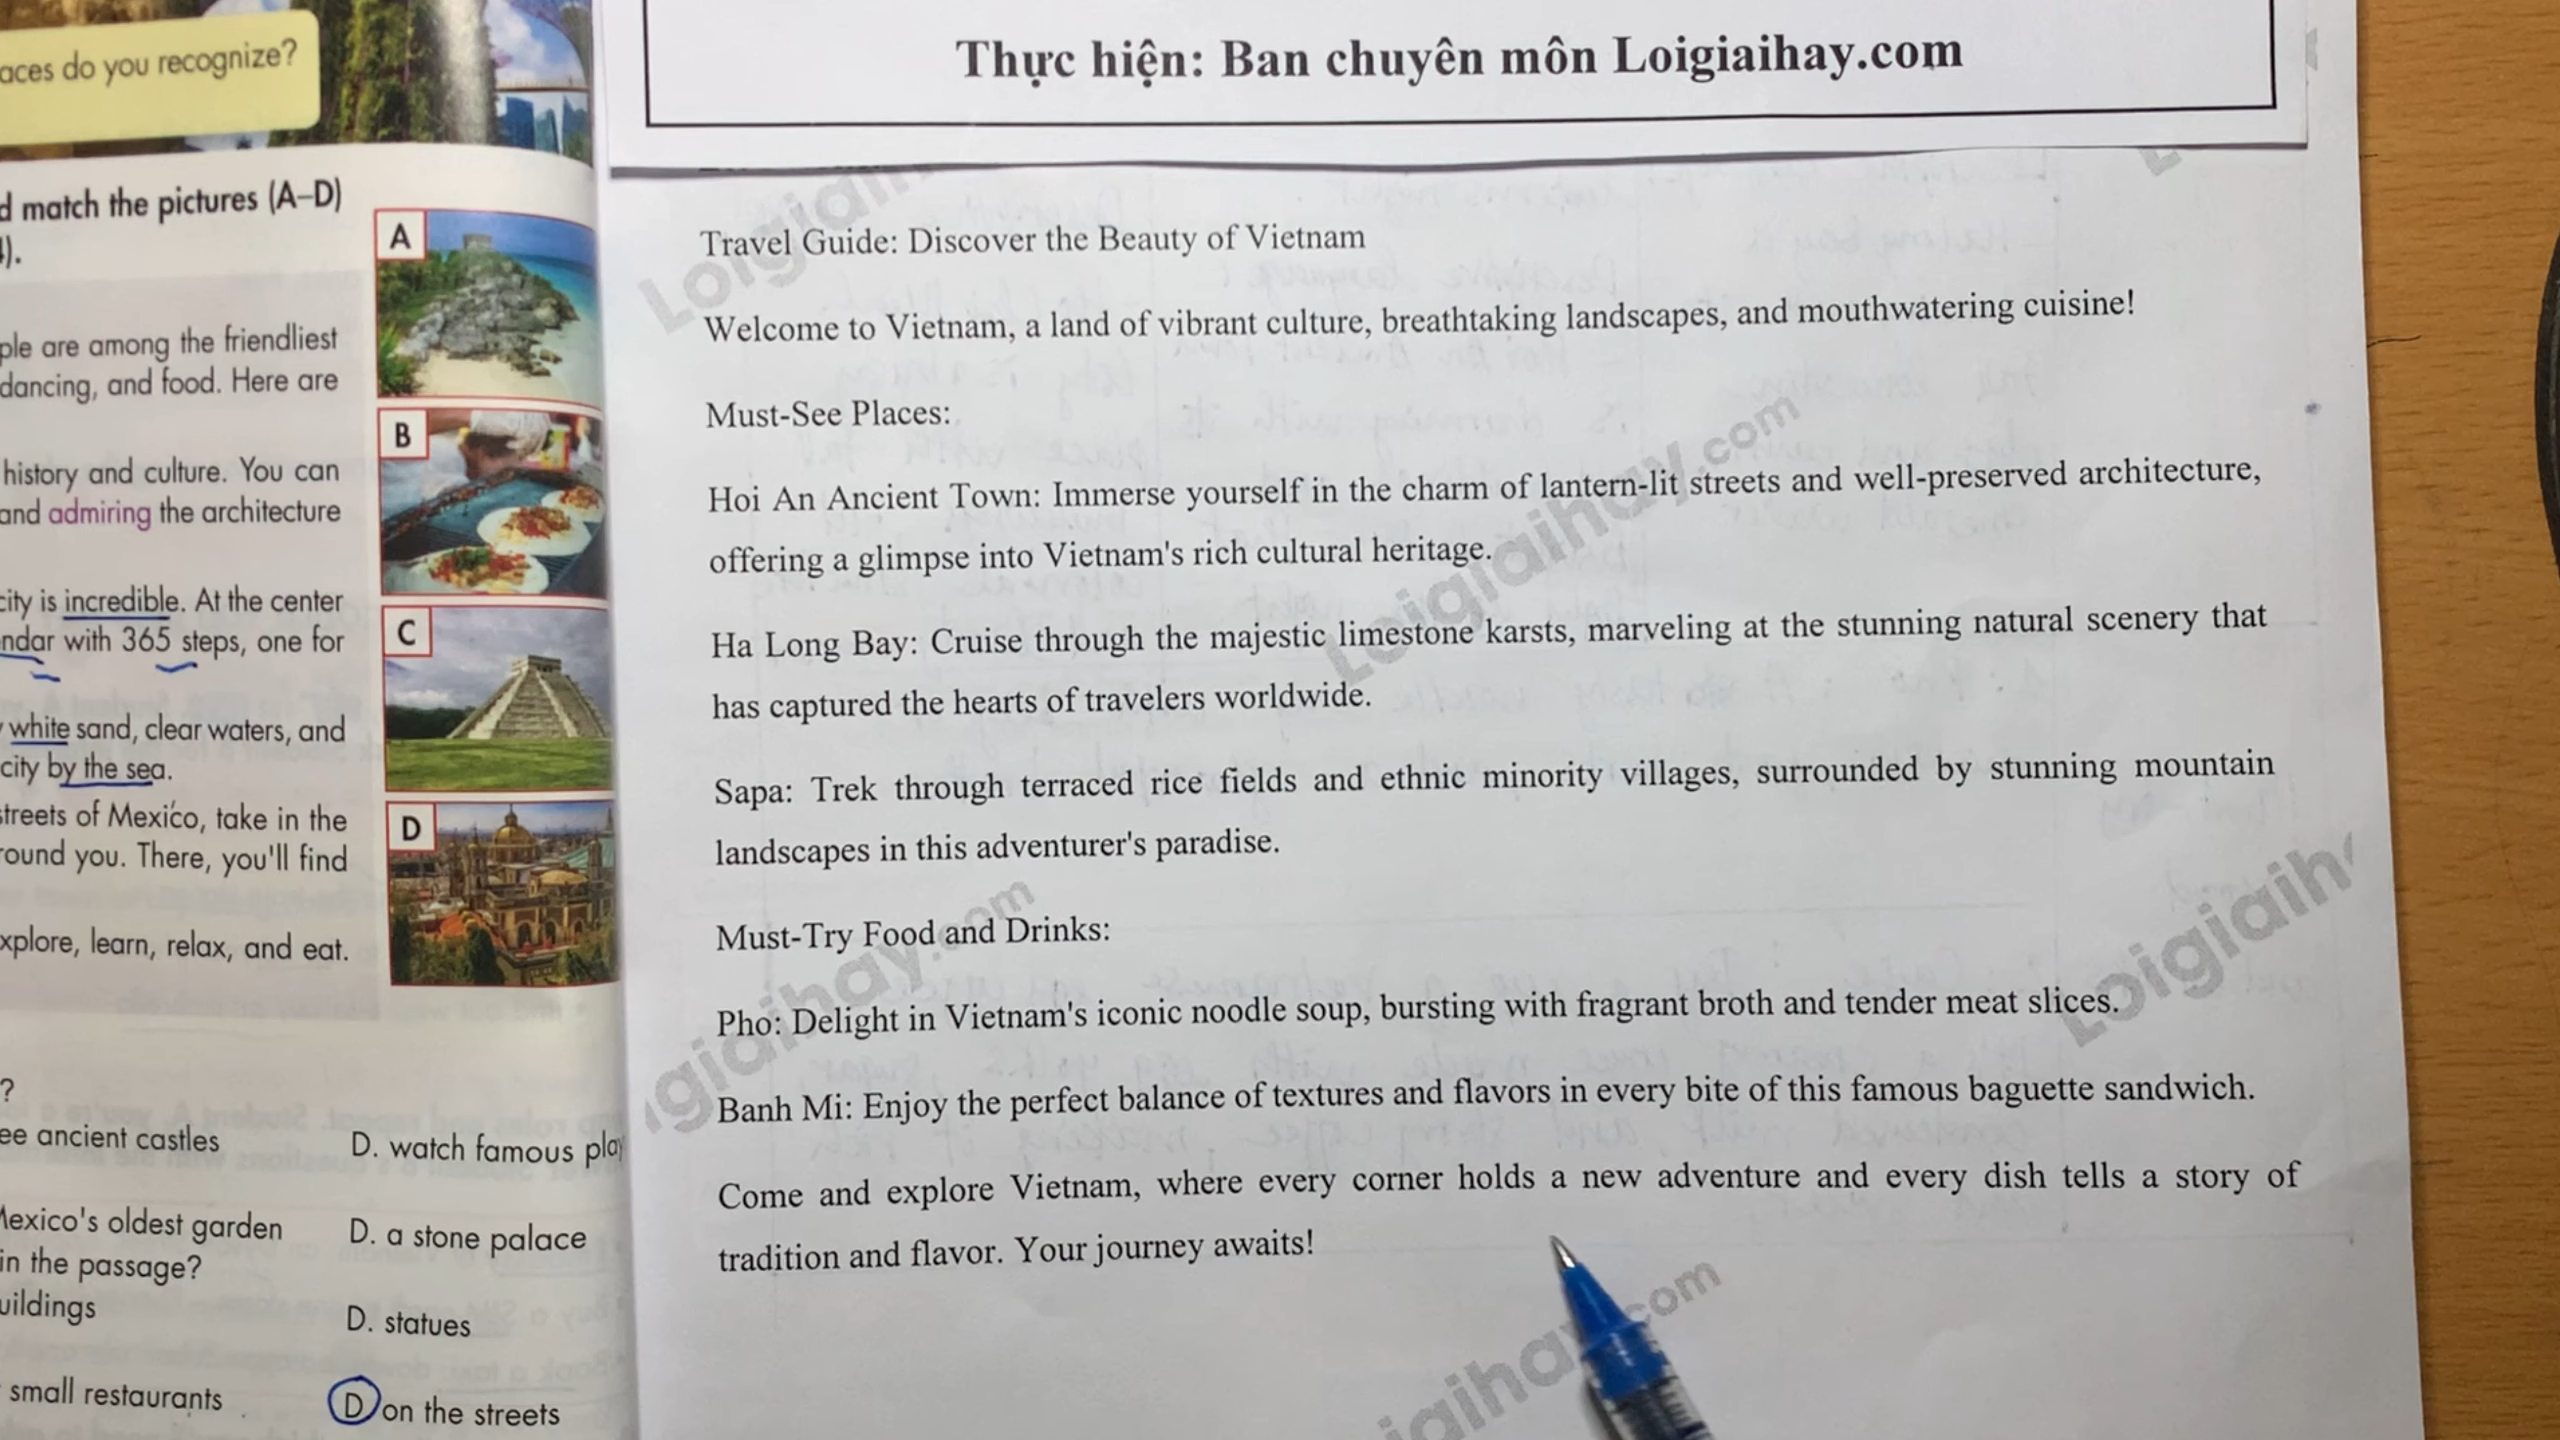 aces do you recognize?
d match the pictures (A–D)
A
ple are among the friendliest
dancing, and food. Here are
B
history and culture. You can
and admiring the architecture
city is incredible. At the center
ndar with 365 steps, one for
C
white sand, clear waters, and
city by the sea.
streets of Mexico, take in the
round you. There, you'll find
D
xplore, learn, relax, and eat.
?
ee ancient castles D. watch famous play
Mexico's oldest garden D. a stone palace
in the passage?
uildings D. statues
small restaurants D on the streets
Thực hiện: Ban chuyên môn Loigiaihay.com
Travel Guide: Discover the Beauty of Vietnam
Welcome to Vietnam, a land of vibrant culture, breathtaking landscapes, and mouthwatering cuisine!
Must-See Places:
Hoi An Ancient Town: Immerse yourself in the charm of lantern-lit streets and well-preserved architecture,
offering a glimpse into Vietnam's rich cultural heritage.
Ha Long Bay: Cruise through the majestic limestone karsts, marveling at the stunning natural scenery that
has captured the hearts of travelers worldwide.
Sapa: Trek through terraced rice fields and ethnic minority villages, surrounded by stunning mountain
landscapes in this adventurer's paradise.
Must-Try Food and Drinks:
Pho: Delight in Vietnam's iconic noodle soup, bursting with fragrant broth and tender meat slices.
Banh Mi: Enjoy the perfect balance of textures and flavors in every bite of this famous baguette sandwich.
Come and explore Vietnam, where every corner holds a new adventure and every dish tells a story of
tradition and flavor. Your journey awaits!
Loigiaihay.com